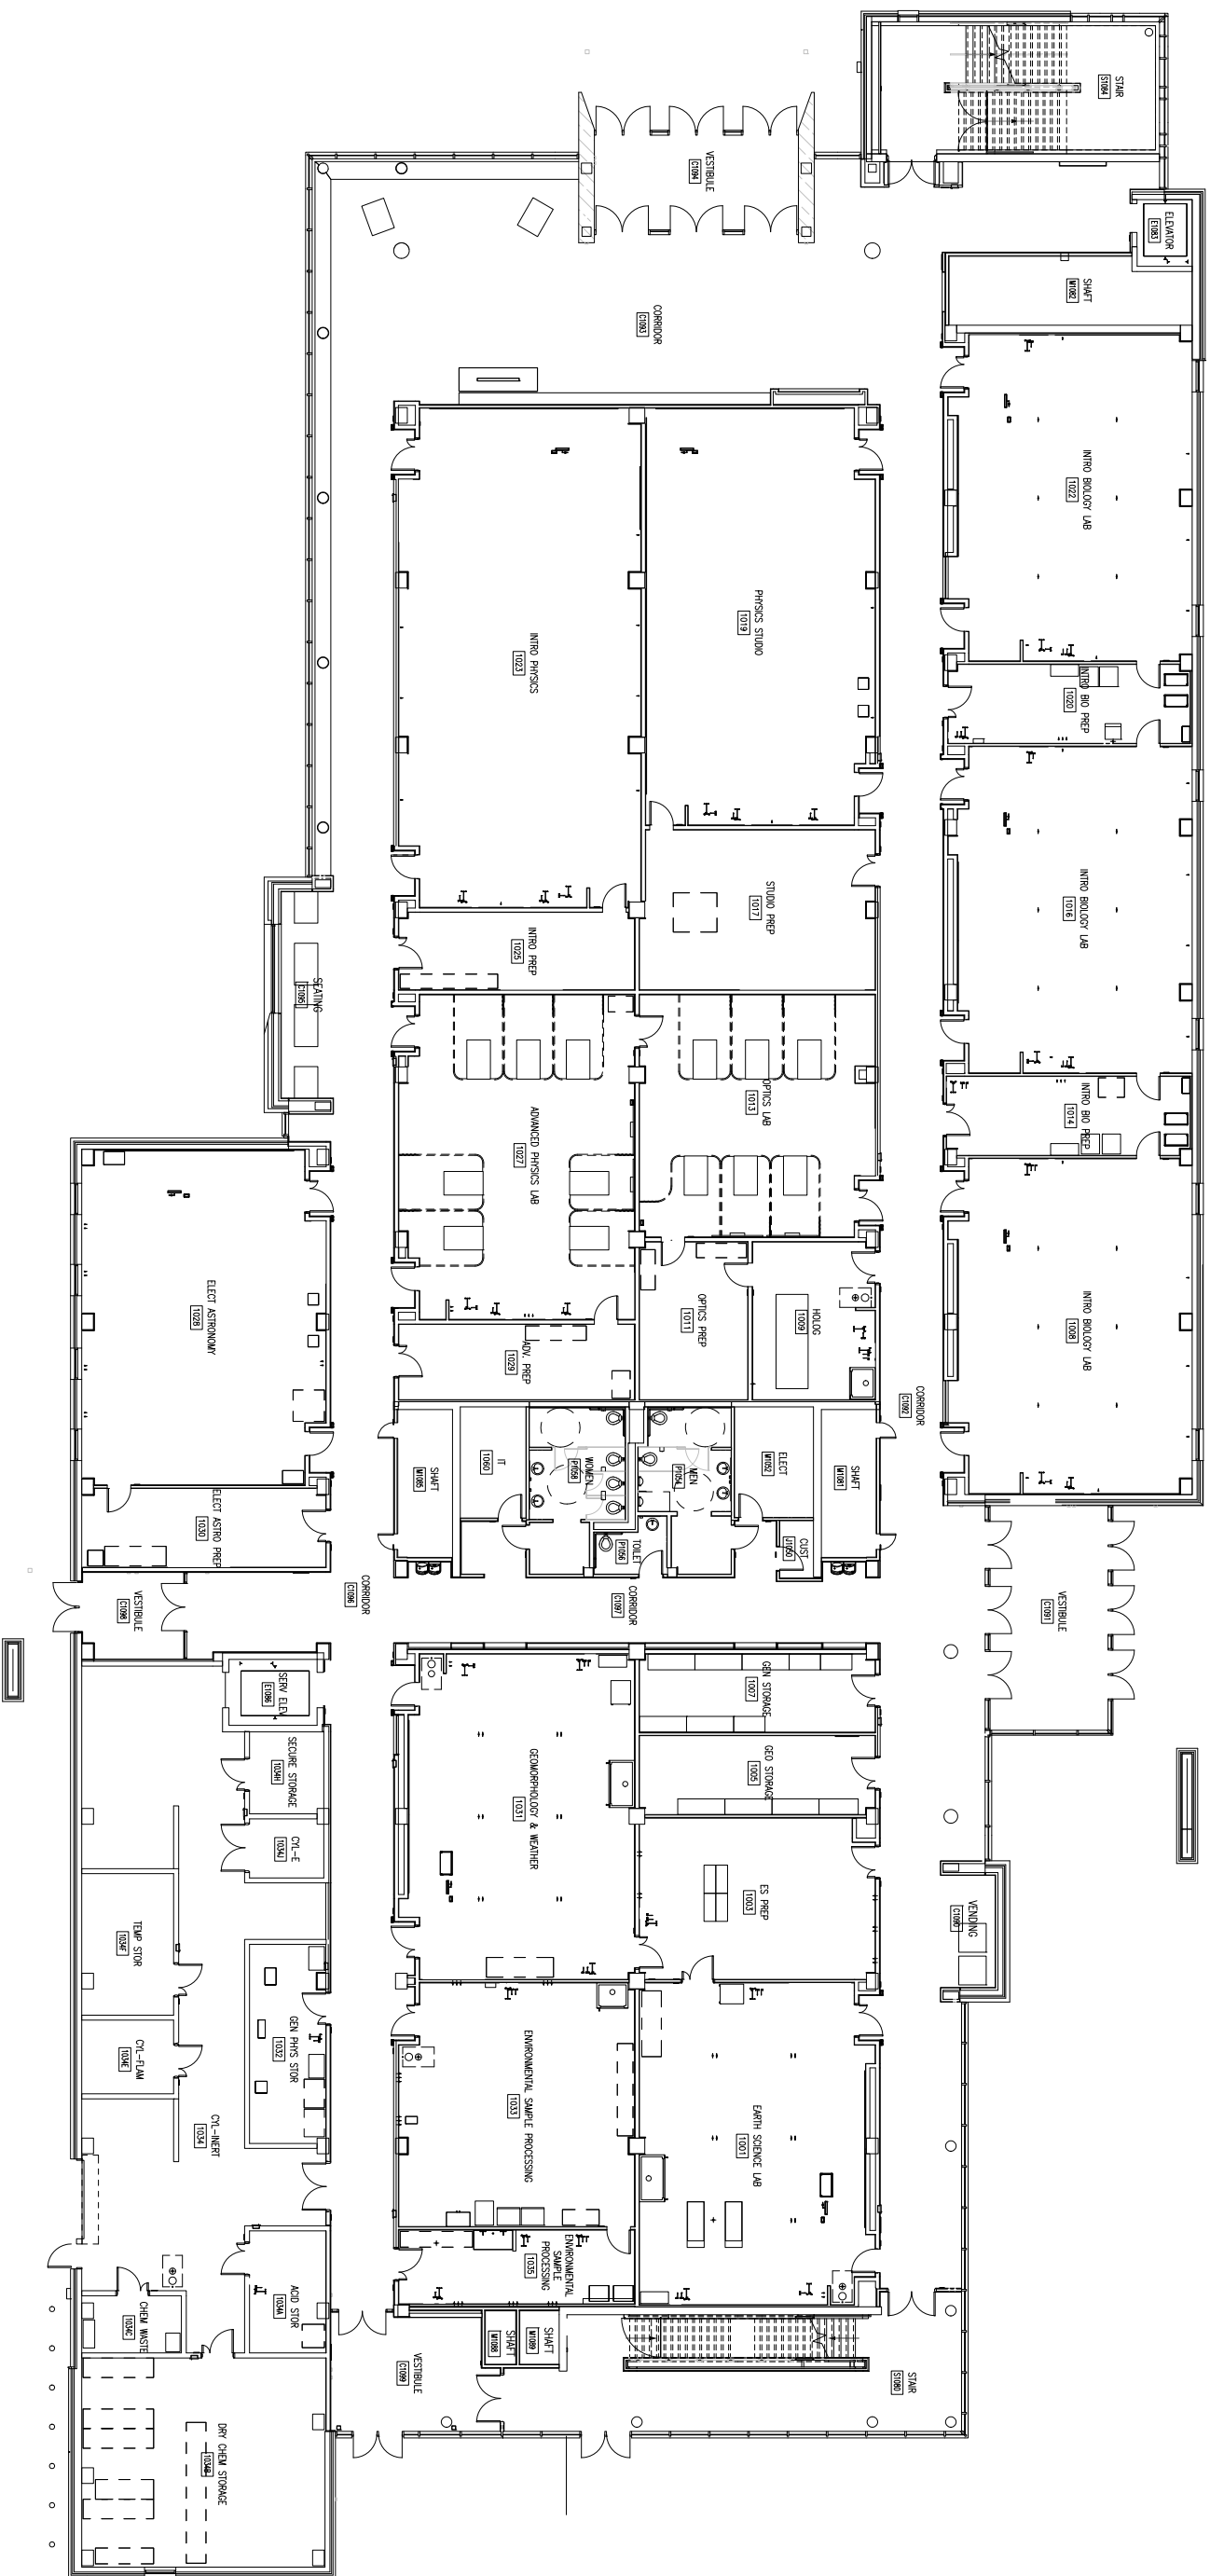 STAIR
S1084
VESTIBULE
C1094
ELEVATOR
E1083
SHAFT
M1082
CORRIDOR
C1093
INTRO BIOLOGY LAB
1022
INTRO PHYSICS
1023
PHYSICS STUDIO
1019
INTRO BIO PREP
1020
STUDIO PREP
1017
INTRO BIOLOGY LAB
1016
INTRO PREP
1025
SEATING
C1095
ADVANCED PHYSICS LAB
1027
OPTICS LAB
1013
INTRO BIO PREP
1014
ELECT ASTRONOMY
1028
OPTICS PREP
1011
HOLOG
1009
INTRO BIOLOGY LAB
1008
ADV. PREP
1029
CORRIDOR
C1092
SHAFT
M1085
IT
1060
WOMEN
P1058
MEN
P1054
ELECT
M1052
SHAFT
M1081
ELECT ASTRO PREP
1030
TOILET
P1056
CUST
J1050
VESTIBULE
C1098
CORRIDOR
C1096
CORRIDOR
C1097
VESTIBULE
C1091
SERV ELEV
E1086
GEN STORAGE
1007
SECURE STORAGE
1034H
GEOMORPHOLOGY & WEATHER
1031
GEO STORAGE
1005
CYL-E
1034J
ES PREP
1003
VENDING
C1090
TEMP STOR
1034F
GEN PHYS STOR
1032
CYL-FLAM
1034E
ENVIRONMENTAL SAMPLE PROCESSING
1033
EARTH SCIENCE LAB
1001
CYL-INERT
1034
ACID STOR
1034A
ENVIRONMENTAL
SAMPLE
PROCESSING
1035
CHEM WASTE
1034C
VESTIBULE
C1099
SHAFT
M1088
SHAFT
M1089
STAIR
S1080
DRY CHEM STORAGE
1034B